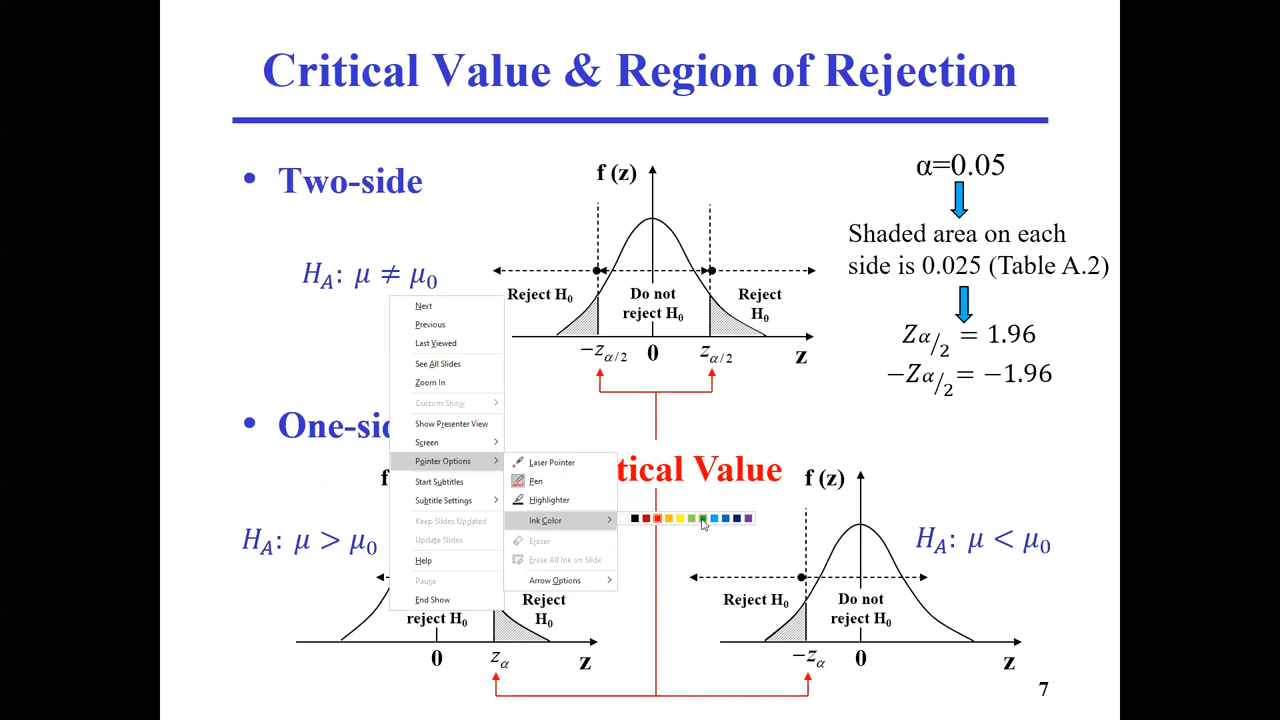 Critical Value & Region of Rejection
• Two-side
H_A: μ ≠ μ_0
f (z)
Reject H_0
Do not
reject H_0
Reject
H_0
−z_{α/2}
0
z_{α/2}
z
α=0.05
Shaded area on each
side is 0.025 (Table A.2)
Z_{α/2} = 1.96
−Z_{α/2} = −1.96
Next
Previous
Last Viewed
See All Slides
Zoom In
Custom Show
Show Presenter View
Screen
Pointer Options
Start Subtitles
Subtitle Settings
Keep Slides Updated
Update Slides
Help
Pause
End Show
Laser Pointer
Pen
Highlighter
Ink Color
Eraser
Erase All Ink on Slide
Arrow Options
• One-sid
tical Value
f
H_A: μ > μ_0
reject H_0
Reject
H_0
0
z_α
z
f (z)
H_A: μ < μ_0
Reject H_0
Do not
reject H_0
−z_α
0
z
7